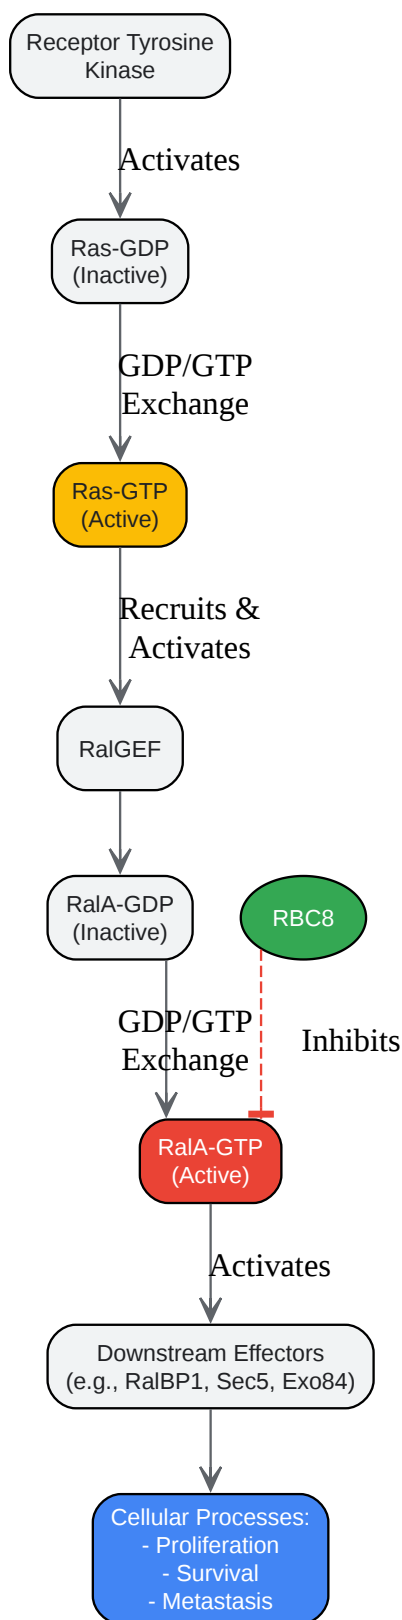 Receptor Tyrosine
Kinase
Activates
Ras-GDP
(Inactive)
GDP/GTP
Exchange
Ras-GTP
(Active)
Recruits &
Activates
RalGEF
RalA-GDP
(Inactive)
RBC8
GDP/GTP
Exchange
Inhibits
RalA-GTP
(Active)
Activates
Downstream Effectors
(e.g., RalBP1, Sec5, Exo84)
Cellular Processes:
- Proliferation
- Survival
- Metastasis